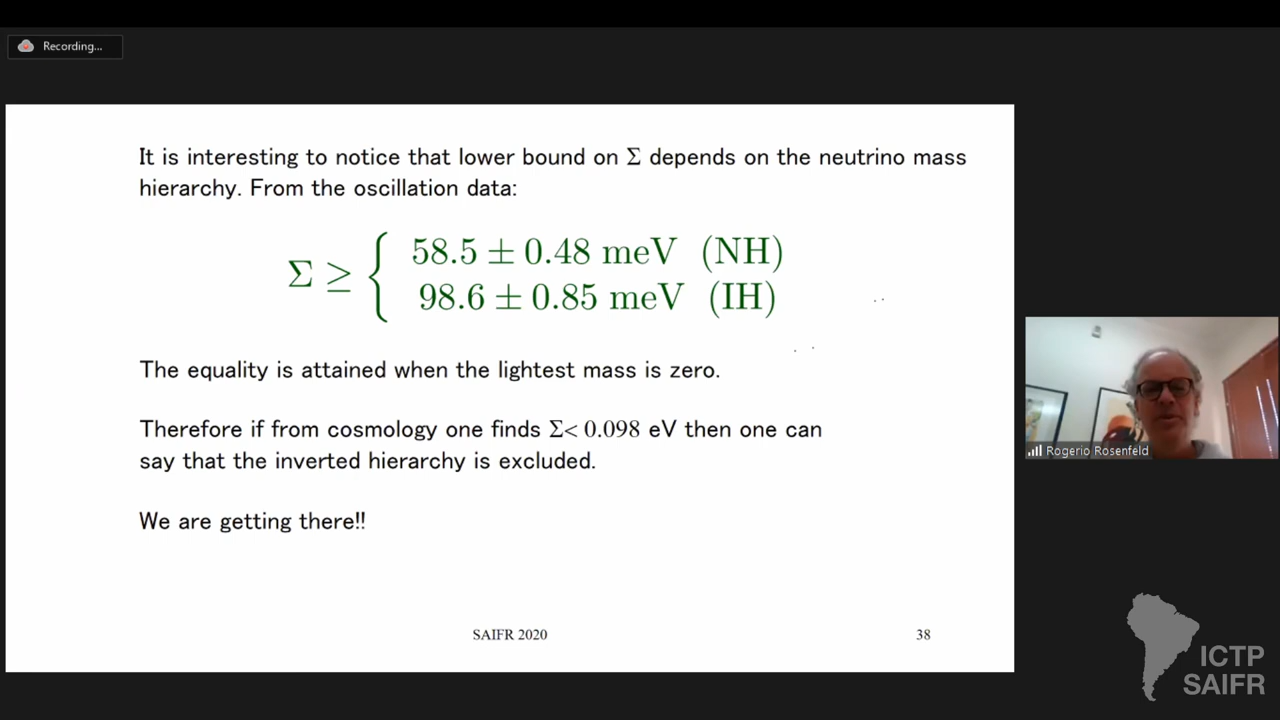 Recording...
It is interesting to notice that lower bound on Σ depends on the neutrino mass
hierarchy. From the oscillation data:
Σ ≥ { 58.5 ± 0.48 meV (NH)
98.6 ± 0.85 meV (IH)
The equality is attained when the lightest mass is zero.
Therefore if from cosmology one finds Σ< 0.098 eV then one can
say that the inverted hierarchy is excluded.
We are getting there!!
SAIFR 2020
38
Rogerio Rosenfeld
ICTP
SAIFR